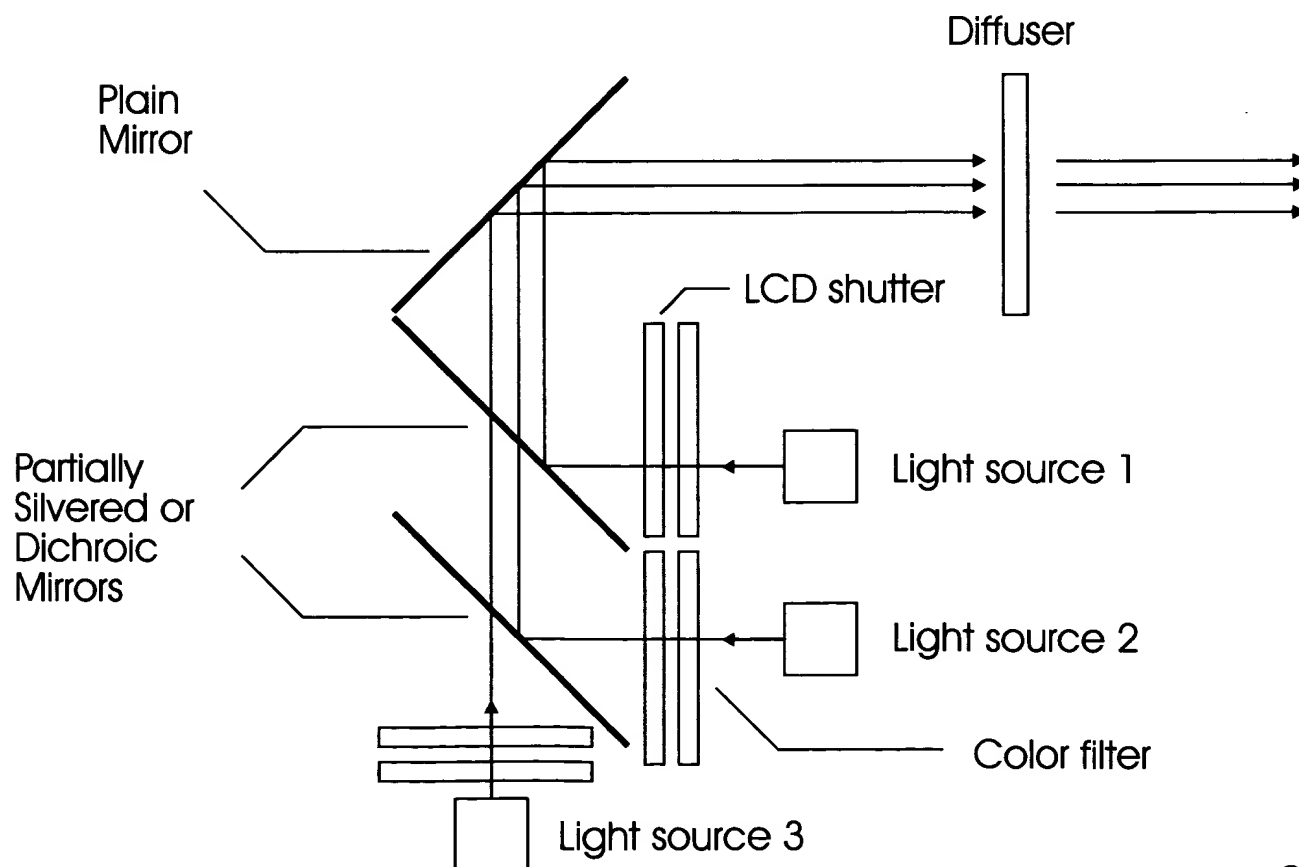 Diffuser
Plain
Mirror
LCD shutter
Partially
Silvered or
Dichroic
Mirrors
Light source 1
Light source 2
Color filter
Light source 3